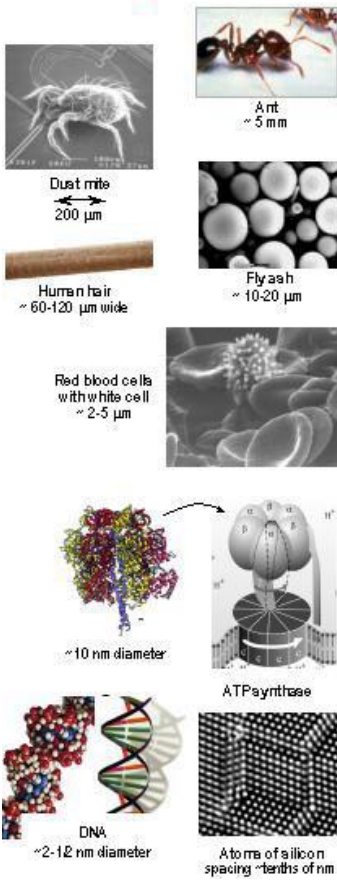 Ant
~ 5 mm
Dust mite
200 µm
Fly ash
~ 10-20 µm
Human hair
~ 60-120 µm wide
Red blood cells
with white cell
~ 2-5 µm
α
β
α
β
β
α
H⁺
H⁺
C
C
C
C
~10 nm diameter
ATP synthase
DNA
~2-1/2 nm diameter
Atoms of silicon
spacing ~tenths of nm